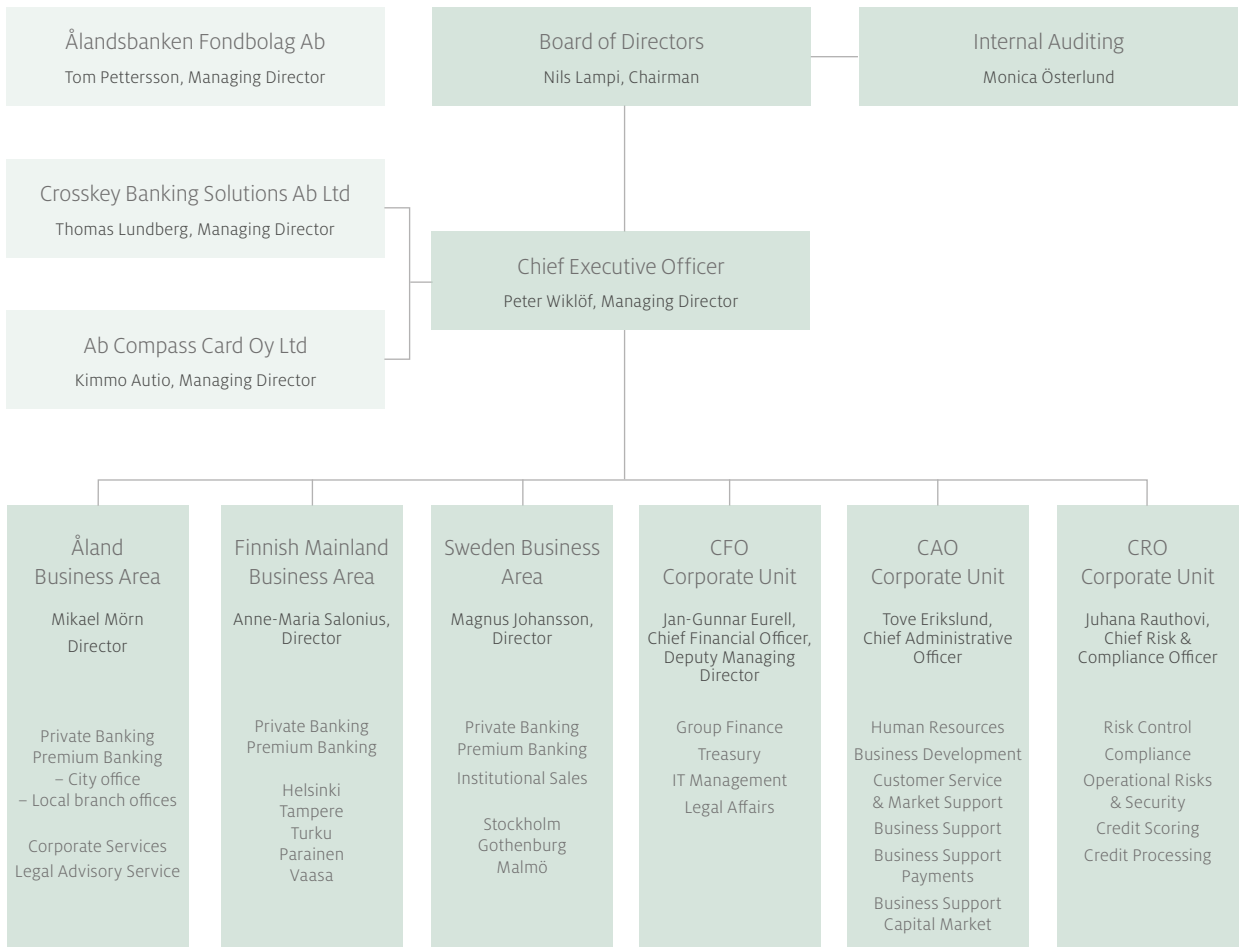 Ålandsbanken Fondbolag Ab
Tom Pettersson, Managing Director
Board of Directors
Nils Lampi, Chairman
Internal Auditing
Monica Österlund
Crosskey Banking Solutions Ab Ltd
Thomas Lundberg, Managing Director
Chief Executive Officer
Peter Wiklöf, Managing Director
Ab Compass Card Oy Ltd
Kimmo Autio, Managing Director
Åland
Business Area
Mikael Mörn
Director
Private Banking
Premium Banking
– City office
– Local branch offices
Corporate Services
Legal Advisory Service
Finnish Mainland
Business Area
Anne-Maria Salonius,
Director
Private Banking
Premium Banking
Helsinki
Tampere
Turku
Parainen
Vaasa
Sweden Business
Area
Magnus Johansson,
Director
Private Banking
Premium Banking
Institutional Sales
Stockholm
Gothenburg
Malmö
CFO
Corporate Unit
Jan-Gunnar Eurell,
Chief Financial Officer,
Deputy Managing
Director
Group Finance
Treasury
IT Management
Legal Affairs
CAO
Corporate Unit
Tove Erikslund,
Chief Administrative
Officer
Human Resources
Business Development
Customer Service
& Market Support
Business Support
Business Support
Payments
Business Support
Capital Market
CRO
Corporate Unit
Juhana Rauthovi,
Chief Risk &
Compliance Officer
Risk Control
Compliance
Operational Risks
& Security
Credit Scoring
Credit Processing